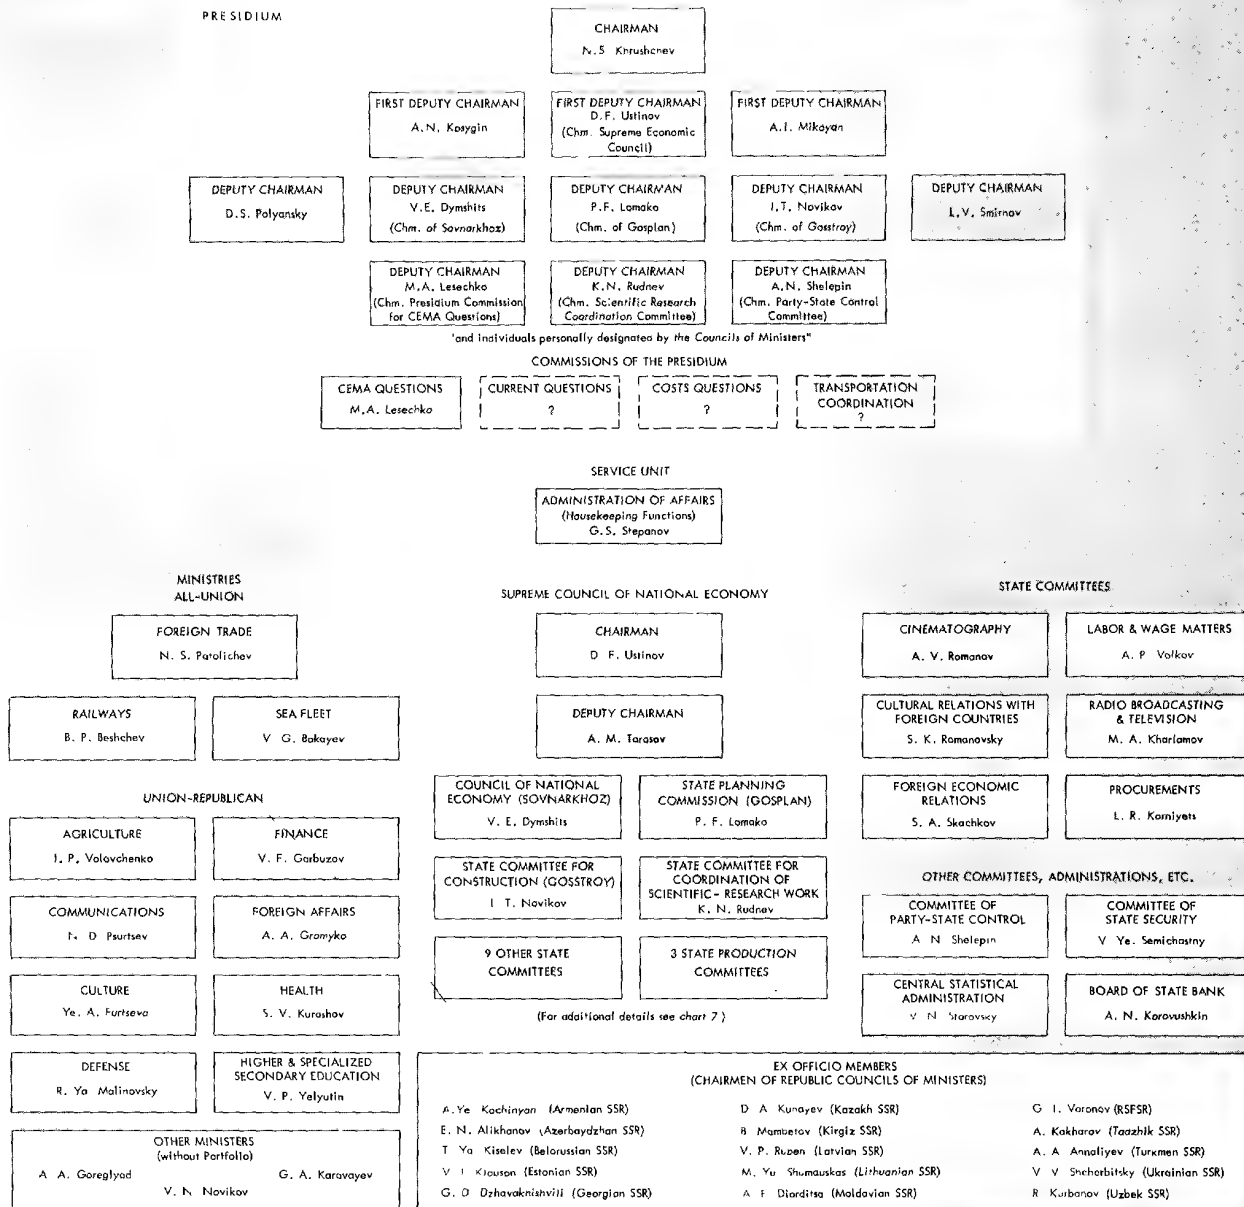 PRESIDIUM
CHAIRMAN
N.S Khrushchev
FIRST DEPUTY CHAIRMAN
A.N. Kosygin
FIRST DEPUTY CHAIRMAN
D.F. Ustinov
(Chm. Supreme Economic
Council)
FIRST DEPUTY CHAIRMAN
A.I. Mikoyan
DEPUTY CHAIRMAN
D.S. Polyansky
DEPUTY CHAIRMAN
V.E. Dymshits
(Chm. of Sovnarkhoz)
DEPUTY CHAIRMAN
P.F. Lomako
(Chm. of Gosplan)
DEPUTY CHAIRMAN
I.T. Novikov
(Chm. of Gosstroy)
DEPUTY CHAIRMAN
L.V. Smirnov
DEPUTY CHAIRMAN
M.A. Lesechko
(Chm. Presidium Commission
for CEMA Questions)
DEPUTY CHAIRMAN
K.N. Rudnev
(Chm. Scientific Research
Coordination Committee)
DEPUTY CHAIRMAN
A.N. Shelepin
(Chm. Party-State Control
Committee)
"and individuals personally designated by the Councils of Ministers"
COMMISSIONS OF THE PRESIDIUM
CEMA QUESTIONS
M.A. Lesechko
CURRENT QUESTIONS
?
COSTS QUESTIONS
?
TRANSPORTATION
COORDINATION
?
SERVICE UNIT
ADMINISTRATION OF AFFAIRS
(Housekeeping Functions)
G.S. Stepanov
MINISTRIES
ALL-UNION
FOREIGN TRADE
N. S. Patolichev
RAILWAYS
B. P. Beshchev
SEA FLEET
V G. Bakayev
UNION-REPUBLICAN
AGRICULTURE
I. P. Volovchenko
FINANCE
V. F. Garbuzov
COMMUNICATIONS
N. D Psurtsev
FOREIGN AFFAIRS
A. A. Gromyko
CULTURE
Ye. A. Furtseva
HEALTH
S. V. Kurashov
DEFENSE
R. Ya Malinovsky
HIGHER & SPECIALIZED
SECONDARY EDUCATION
V. P. Yelyutin
OTHER MINISTERS
(without Portfolio)
A A. Goreglyad
G. A. Karavayev
V. N Novikov
SUPREME COUNCIL OF NATIONAL ECONOMY
CHAIRMAN
D F. Ustinov
DEPUTY CHAIRMAN
A. M. Tarasov
COUNCIL OF NATIONAL
ECONOMY (SOVNARKHOZ)
V. E. Dymshits
STATE PLANNING
COMMISSION (GOSPLAN)
P. F. Lomako
STATE COMMITTEE FOR
CONSTRUCTION (GOSSTROY)
I T. Novikov
STATE COMMITTEE FOR
COORDINATION OF
SCIENTIFIC- RESEARCH WORK
K. N. Rudnev
9 OTHER STATE
COMMITTEES
3 STATE PRODUCTION
COMMITTEES
(For additional details see chart 7 )
STATE COMMITTEES
CINEMATOGRAPHY
A. V. Romanov
LABOR & WAGE MATTERS
A. P Volkov
CULTURAL RELATIONS WITH
FOREIGN COUNTRIES
S. K. Romanovsky
RADIO BROADCASTING
& TELEVISION
M. A. Kharlamov
FOREIGN ECONOMIC
RELATIONS
S. A. Skachkov
PROCUREMENTS
L. R. Korniyets
OTHER COMMITTEES, ADMINISTRATIONS, ETC.
COMMITTEE OF
PARTY-STATE CONTROL
A N Shelepin
COMMITTEE OF
STATE SECURITY
V Ye. Semichastny
CENTRAL STATISTICAL
ADMINISTRATION
V N Starovsky
BOARD OF STATE BANK
A. N. Korovushkin
EX OFFICIO MEMBERS
(CHAIRMEN OF REPUBLIC COUNCILS OF MINISTERS)
A.Ye Kochinyan (Armenian SSR)
E. N. Alikhanov (Azerbaydzhan SSR)
T Ya Kiselev (Belorussian SSR)
V I Klauson (Estonian SSR)
G. D Dzhavaknishvili (Georgian SSR)
D A Kunayev (Kazakh SSR)
B Mambetov (Kirgiz SSR)
V. P. Ruben (Latvian SSR)
M. Yu Shumauskas (Lithuanian SSR)
A F Diorditsa (Moldavian SSR)
G I. Voronov (RSFSR)
A. Kakharov (Tadzhik SSR)
A. A Annaliyev (Turkmen SSR)
V V Shcherbitsky (Ukrainian SSR)
R Kurbanov (Uzbek SSR)